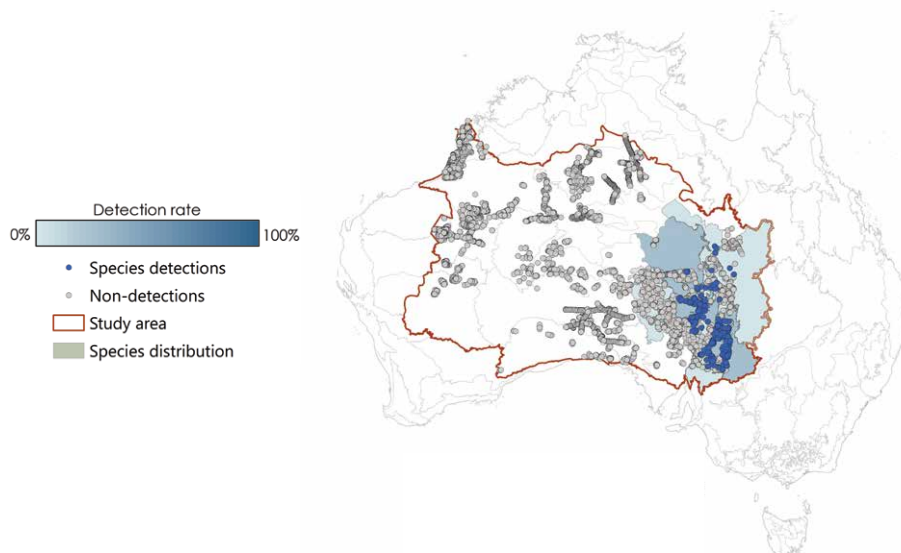 Detection rate
0% 100%
Species detections
Non-detections
Study area
Species distribution